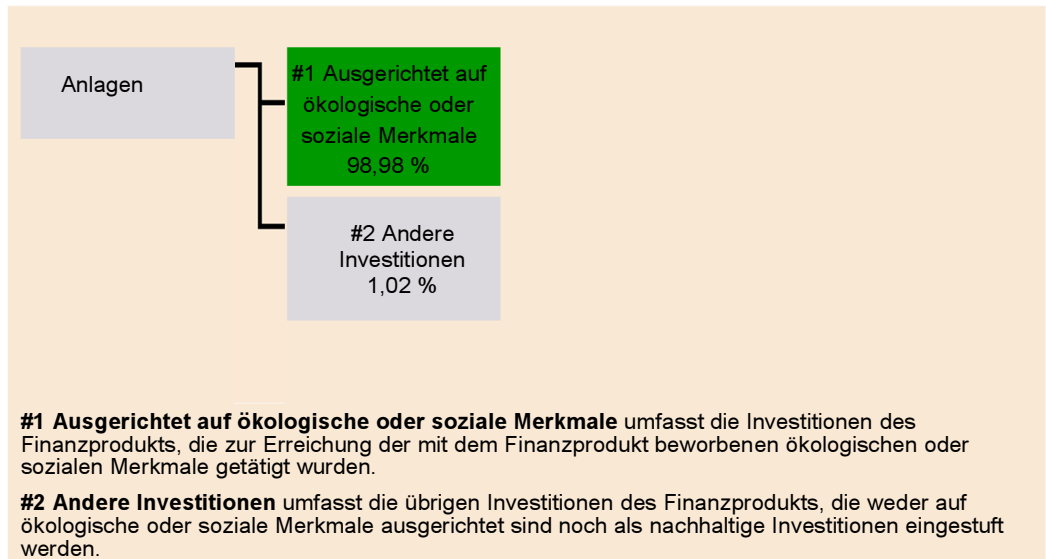 Anlagen
#1 Ausgerichtet auf
ökologische oder
soziale Merkmale
98,98 %
#2 Andere
Investitionen
1,02 %
#1 Ausgerichtet auf ökologische oder soziale Merkmale umfasst die Investitionen des
Finanzprodukts, die zur Erreichung der mit dem Finanzprodukt beworbenen ökologischen oder
sozialen Merkmale getätigt wurden.
#2 Andere Investitionen umfasst die übrigen Investitionen des Finanzprodukts, die weder auf
ökologische oder soziale Merkmale ausgerichtet sind noch als nachhaltige Investitionen eingestuft
werden.